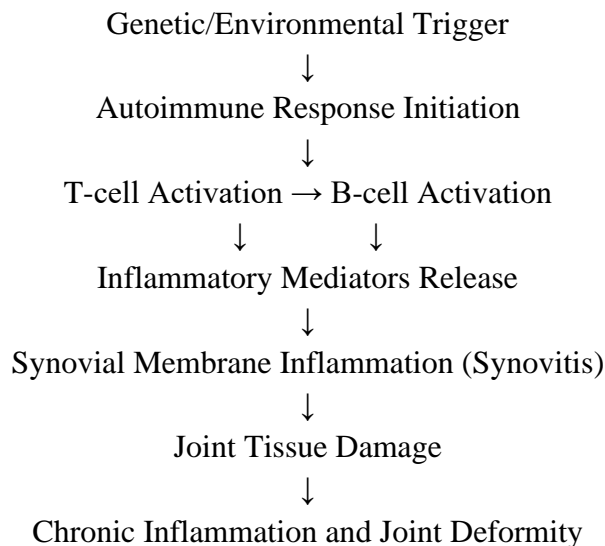 Genetic/Environmental Trigger
↓
Autoimmune Response Initiation
↓
T-cell Activation → B-cell Activation
↓ ↓
Inflammatory Mediators Release
↓
Synovial Membrane Inflammation (Synovitis)
↓
Joint Tissue Damage
↓
Chronic Inflammation and Joint Deformity